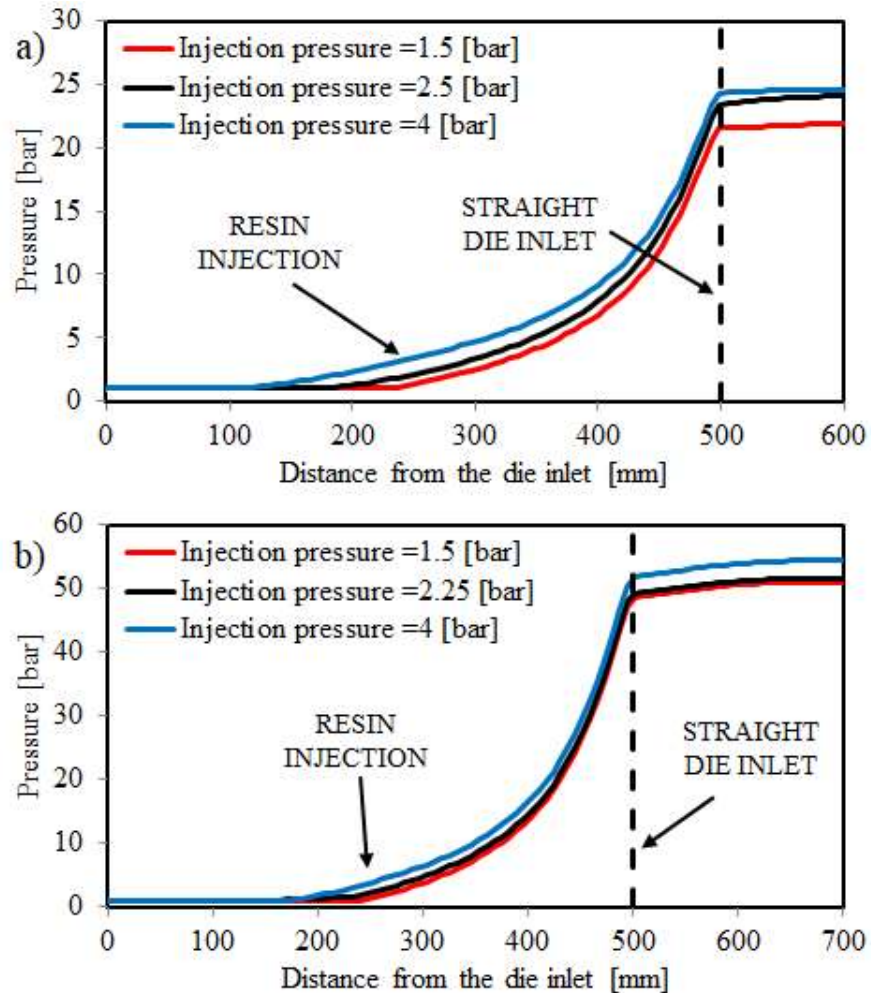 a)
30
25
20
15
10
5
0
Pressure [bar]
Injection pressure =1.5 [bar]
Injection pressure =2.5 [bar]
Injection pressure =4 [bar]
RESIN
INJECTION
STRAIGHT
DIE INLET
0 100 200 300 400 500 600
Distance from the die inlet [mm]
b)
60
50
40
30
20
10
0
Pressure [bar]
Injection pressure =1.5 [bar]
Injection pressure =2.25 [bar]
Injection pressure =4 [bar]
RESIN
INJECTION
STRAIGHT
DIE INLET
0 100 200 300 400 500 600 700
Distance from the die inlet [mm]